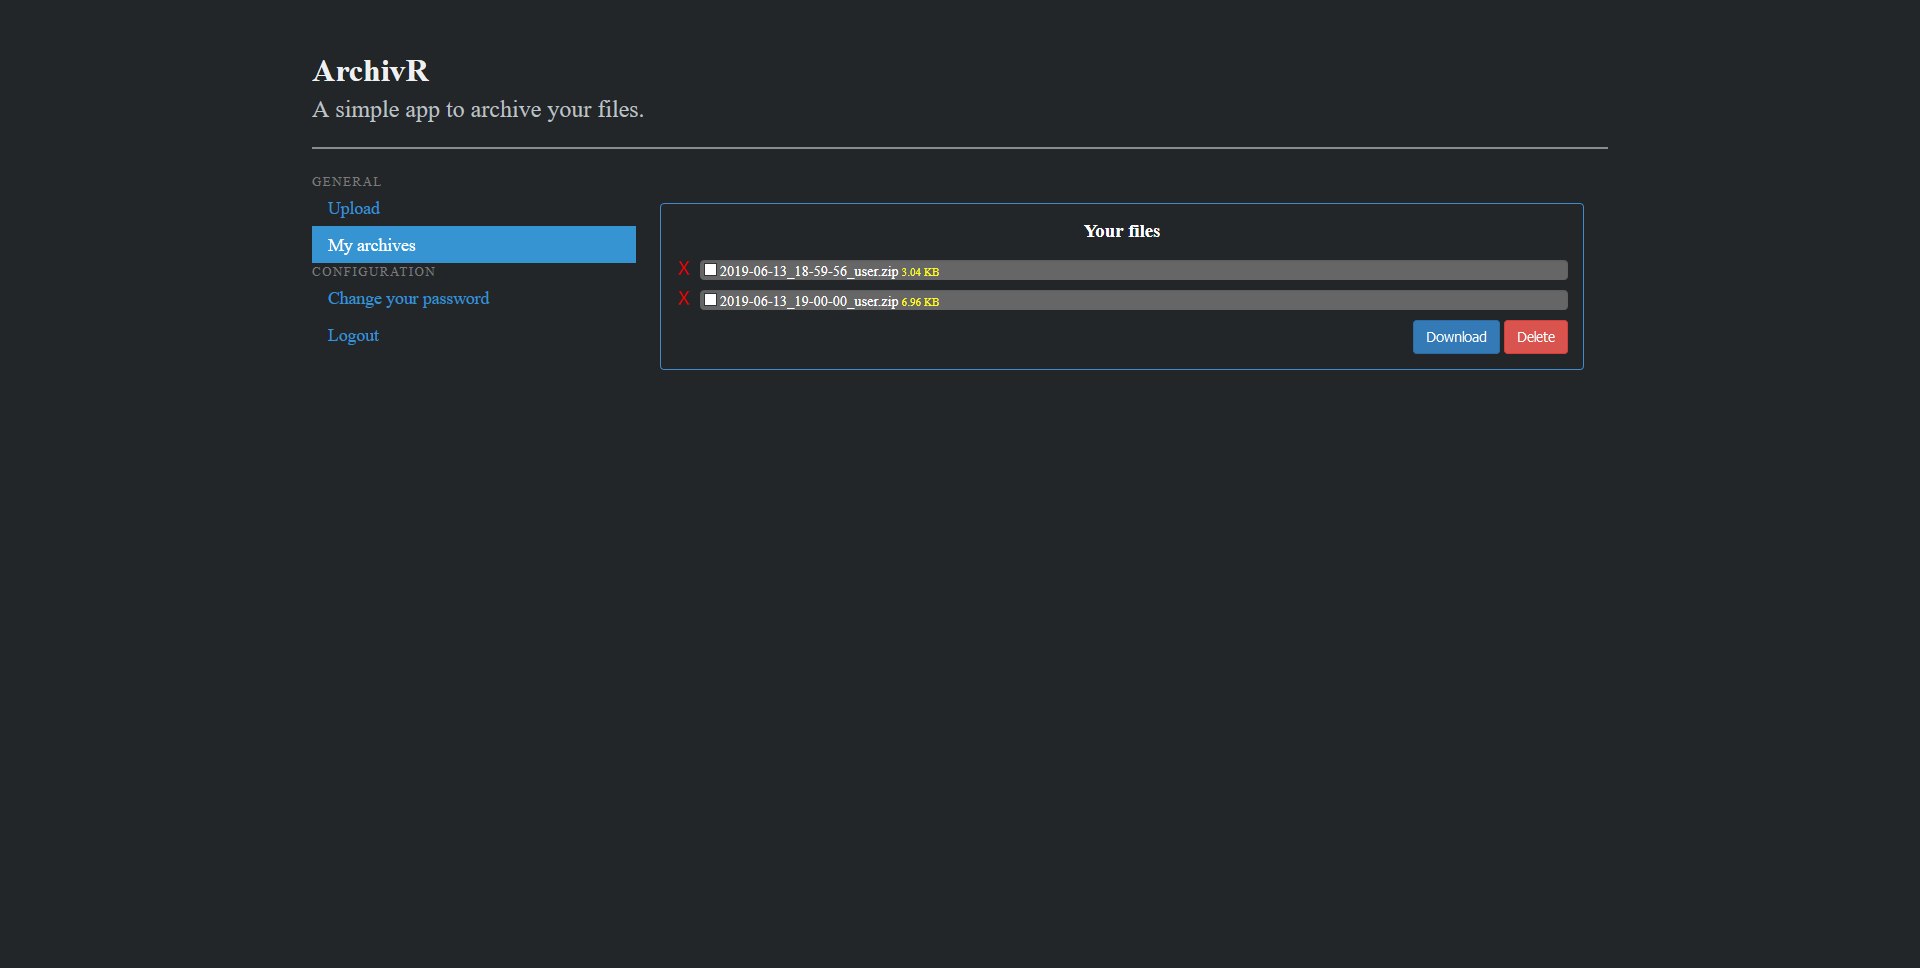 ArchivR
A simple app to archive your files.
GENERAL
Upload
My archives
CONFIGURATION
Change your password
Logout
Your files
X 2019-06-13_18-59-56_user.zip 3.04 KB
X 2019-06-13_19-00-00_user.zip 6.96 KB
Download Delete